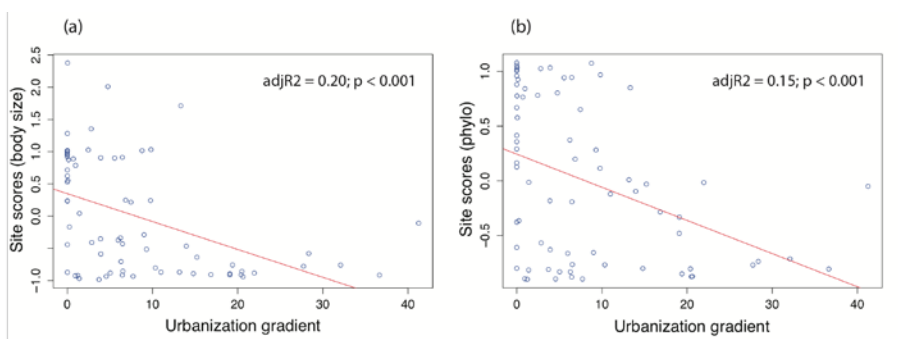 (a)
adjR2 = 0.20; p < 0.001
Site scores (body size)
2.5
2.0
1.5
1.0
0.5
0.0
−1.0
0
10
20
30
40
Urbanization gradient
(b)
adjR2 = 0.15; p < 0.001
Site scores (phylo)
1.0
0.5
0.0
−0.5
0
10
20
30
40
Urbanization gradient